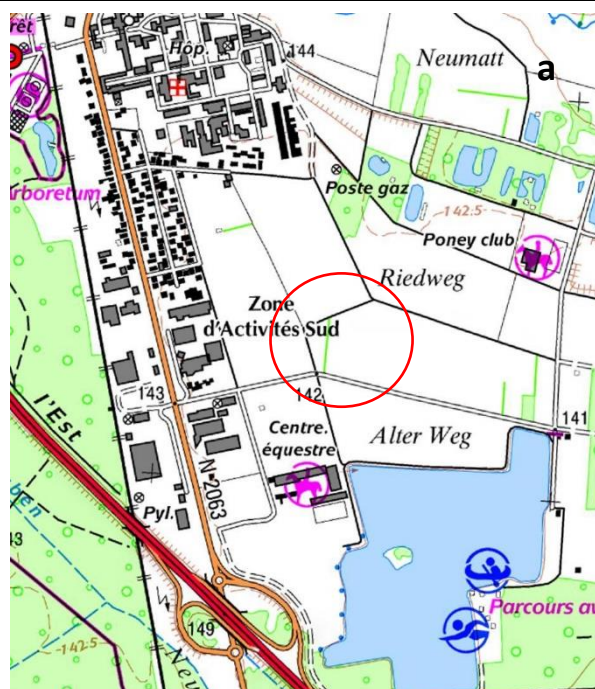 rêt
Hôp.
144
Neumatt
a
Arboretum
Poste gaz
142.5
Poney club
Riedweg
Zone
d'Activités Sud
143
142
l'Est
Centre.
équestre
Alter Weg
141
N 2063
ben
Pyl.
43
149
142.5
Parcours av